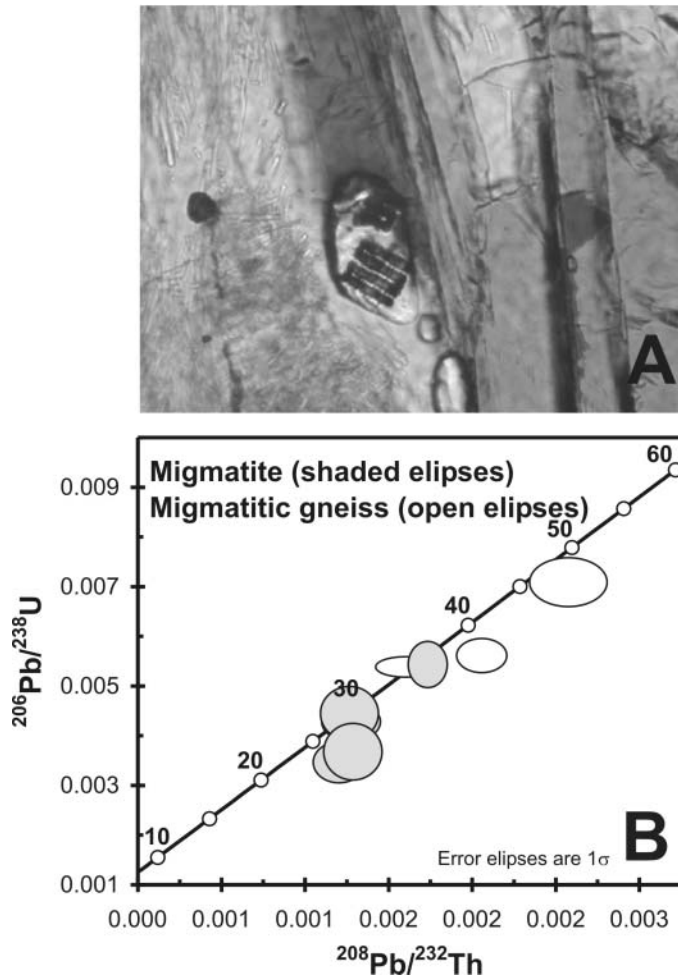 A
Migmatite (shaded elipses)
Migmatitic gneiss (open elipses)
60
50
40
30
20
10
0.009
0.007
0.005
0.003
0.001
206Pb/238U
Error elipses are 1σ
B
0.000 0.001 0.001 0.002 0.002 0.002 0.003
208Pb/232Th